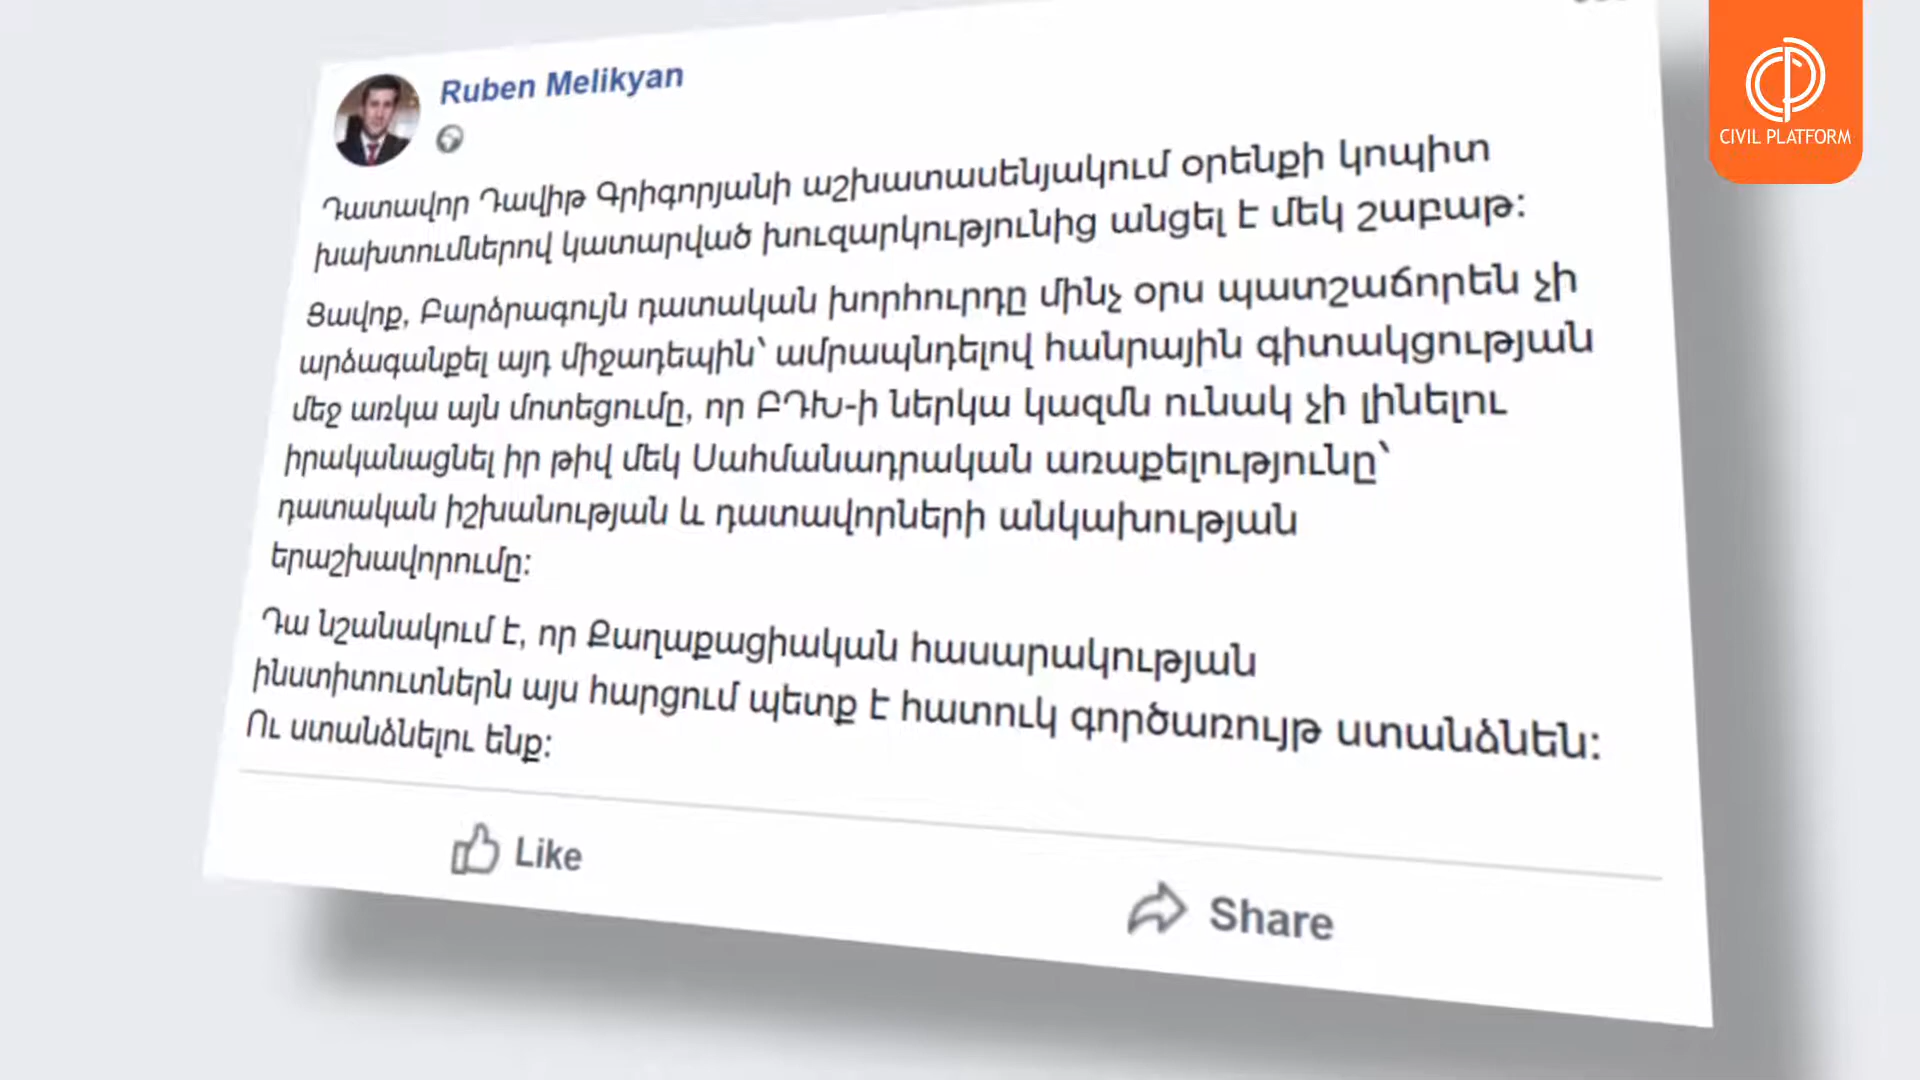 Ruben Melikyan
CIVIL PLATFORM
Դատավոր Դավիթ Գրիգորյանի աշխատասենյակում օրենքի կոպիտ
խախտումներով կատարված խուզարկությունից անցել է մեկ շաբաթ:
Ցավոք, Բարձրագույն դատական խորհուրդը մինչ օրս պատշաճորեն չի
արձագանքել այդ միջադեպին՝ ամրապնդելով հանրային գիտակցության
մեջ առկա այն մոտեցումը, որ ԲԴԽ-ի ներկա կազմն ունակ չի լինելու
իրականացնել իր թիվ մեկ Սահմանադրական առաքելությունը՝
դատական իշխանության և դատավորների անկախության
երաշխավորումը:
Դա նշանակում է, որ Քաղաքացիական հասարակության
ինստիտուտներն այս հարցում պետք է հատուկ գործառույթ ստանձնեն:
Ու ստանձնելու ենք:
Like
Share